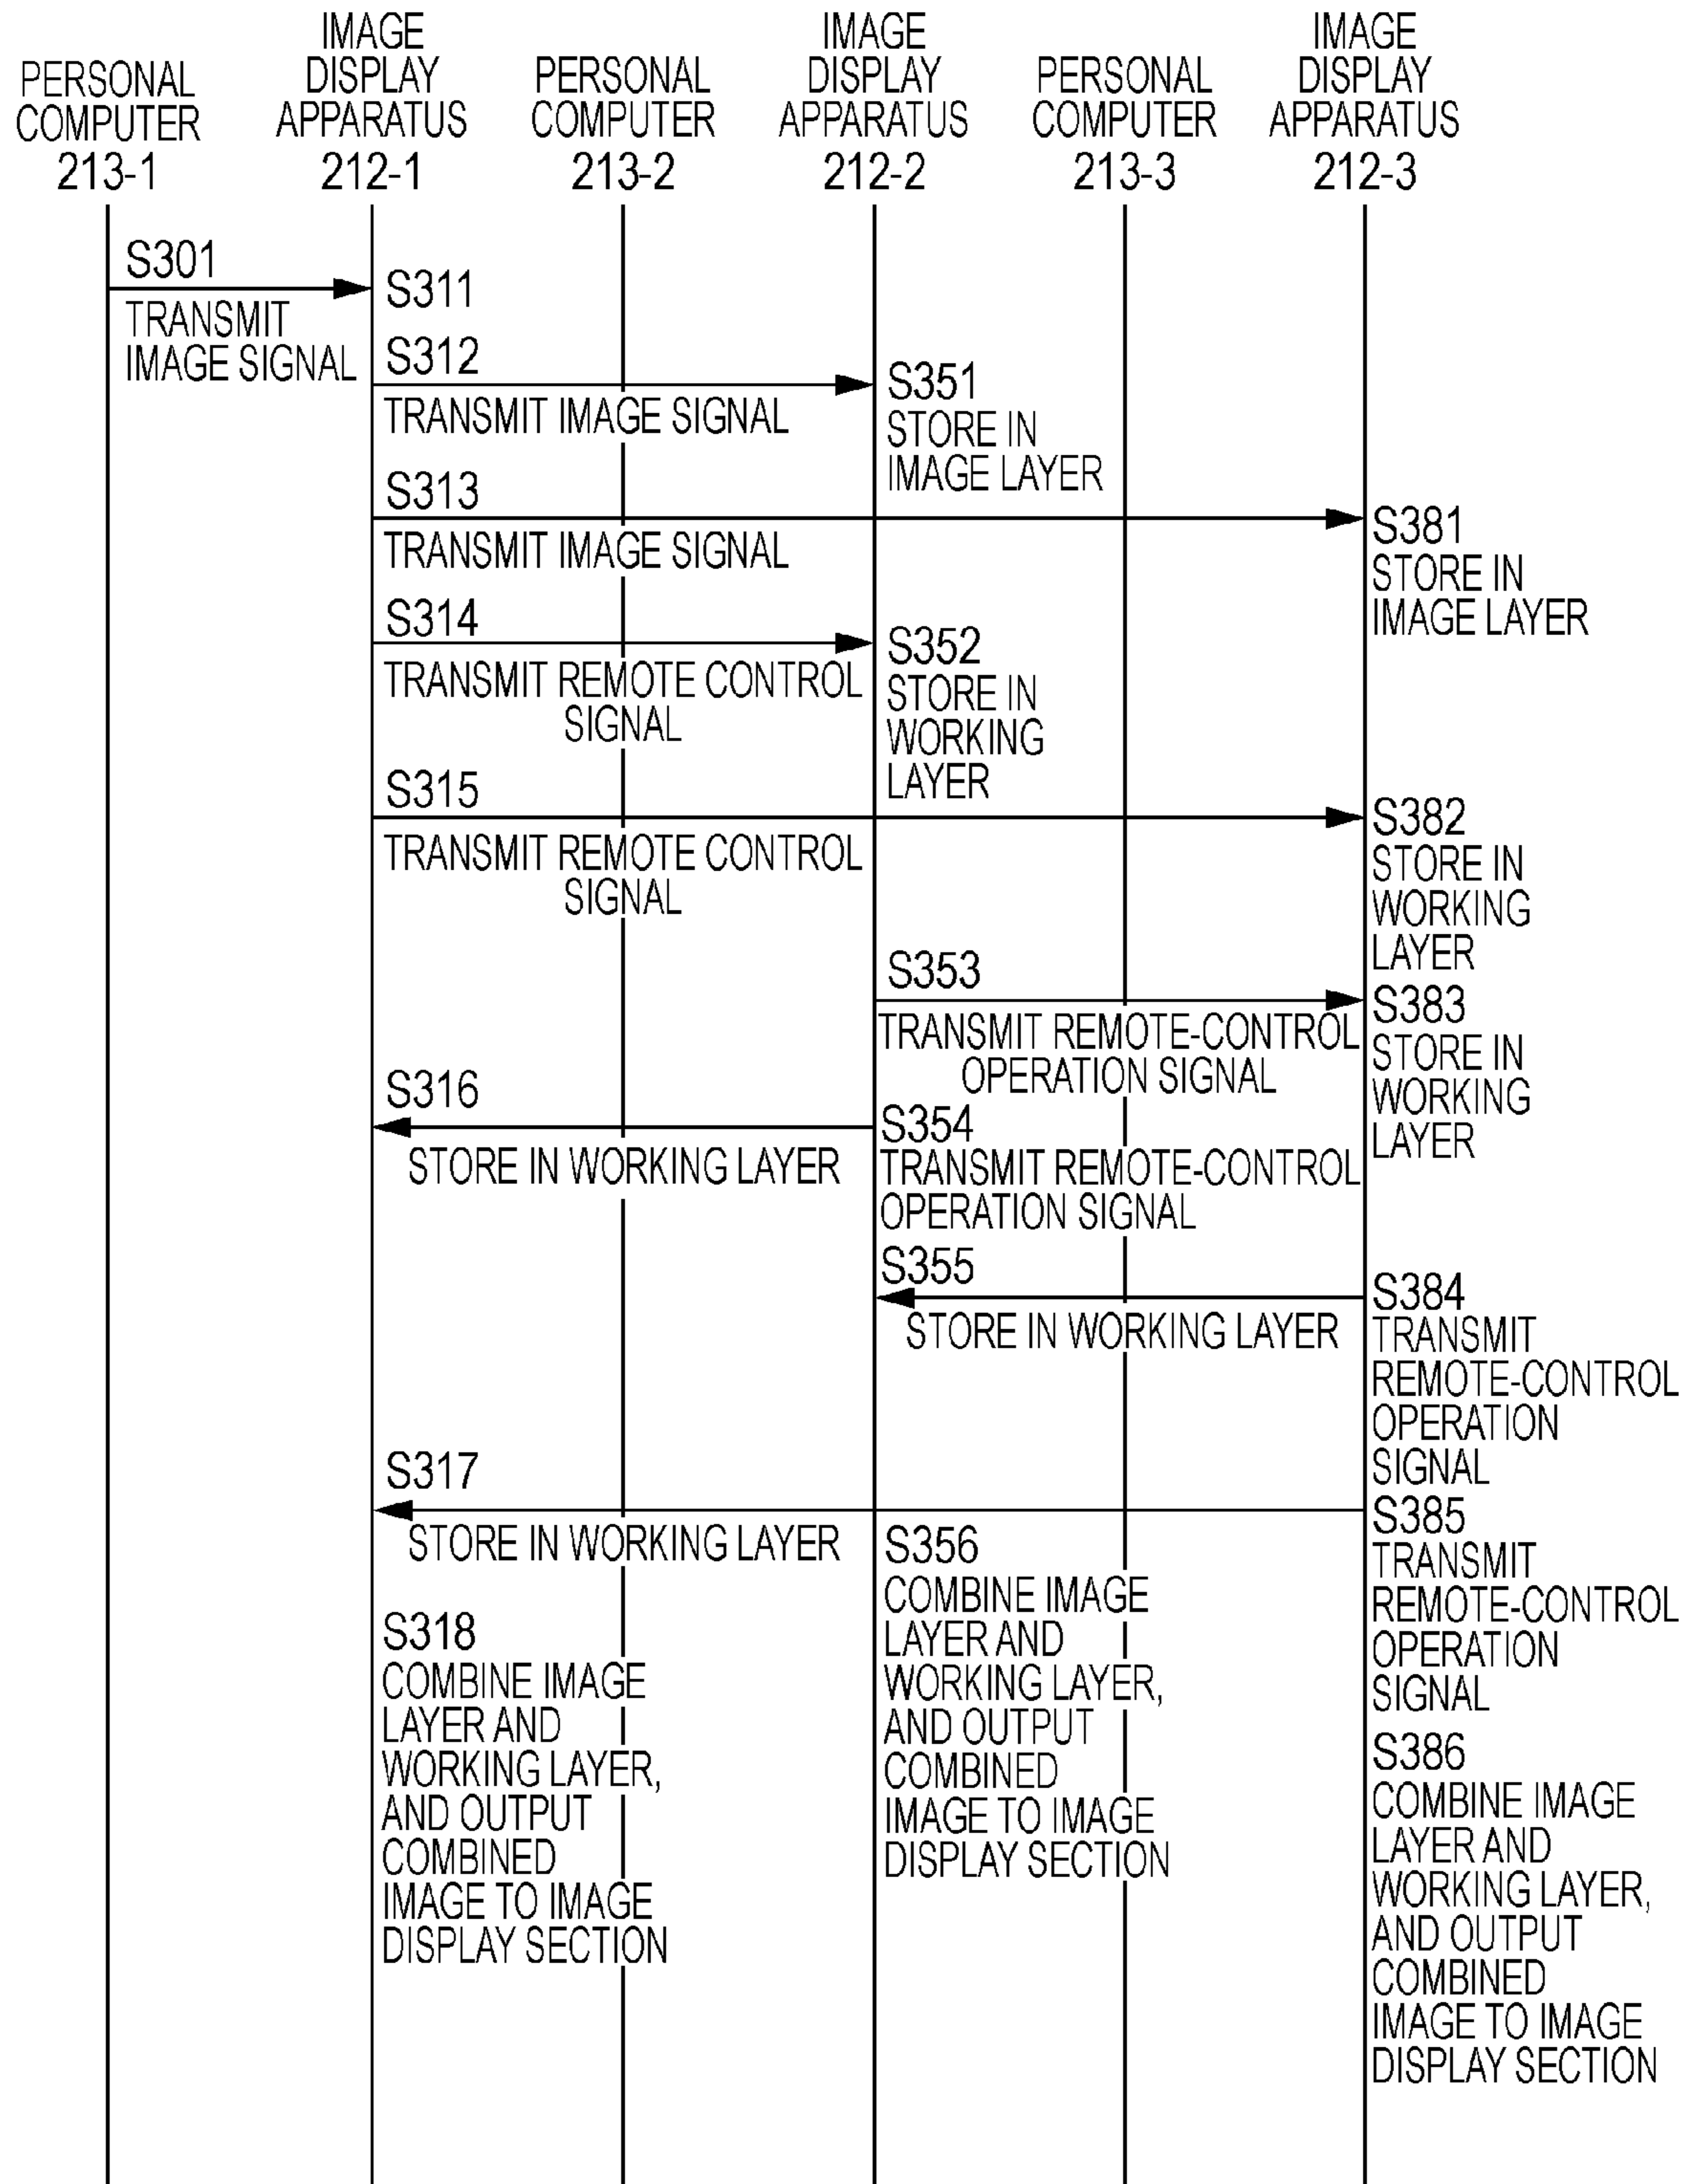 PERSONAL
COMPUTER
213-1
IMAGE
DISPLAY
APPARATUS
212-1
PERSONAL
COMPUTER
213-2
IMAGE
DISPLAY
APPARATUS
212-2
PERSONAL
COMPUTER
213-3
IMAGE
DISPLAY
APPARATUS
212-3
S301
TRANSMIT
IMAGE SIGNAL
S311
S312
TRANSMIT IMAGE SIGNAL
S351
STORE IN
IMAGE LAYER
S313
TRANSMIT IMAGE SIGNAL
S381
STORE IN
IMAGE LAYER
S314
TRANSMIT REMOTE CONTROL
SIGNAL
S352
STORE IN
WORKING
LAYER
S315
TRANSMIT REMOTE CONTROL
SIGNAL
S382
STORE IN
WORKING
LAYER
S353
TRANSMIT REMOTE-CONTROL
OPERATION SIGNAL
S383
STORE IN
WORKING
LAYER
S316
STORE IN WORKING LAYER
S354
TRANSMIT REMOTE-CONTROL
OPERATION SIGNAL
S355
STORE IN WORKING LAYER
S384
TRANSMIT
REMOTE-CONTROL
OPERATION
SIGNAL
S317
STORE IN WORKING LAYER
S385
TRANSMIT
REMOTE-CONTROL
OPERATION
SIGNAL
S356
COMBINE IMAGE
LAYER AND
WORKING LAYER,
AND OUTPUT
COMBINED
IMAGE TO IMAGE
DISPLAY SECTION
S318
COMBINE IMAGE
LAYER AND
WORKING LAYER,
AND OUTPUT
COMBINED
IMAGE TO IMAGE
DISPLAY SECTION
S386
COMBINE IMAGE
LAYER AND
WORKING LAYER,
AND OUTPUT
COMBINED
IMAGE TO IMAGE
DISPLAY SECTION